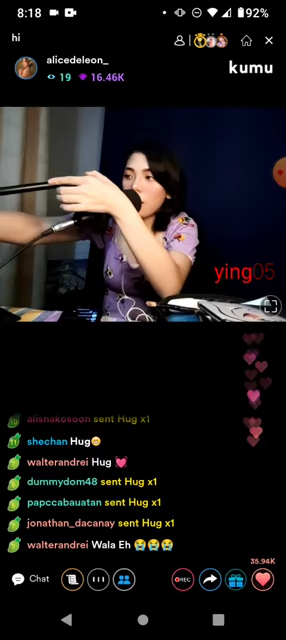 8:18
92%
hi
alicedeleon_
19 16.46K
kumu
ying05
alisnakosoon sent Hug x1
shechan Hug😊
walterandrei Hug 💓
dummydom48 sent Hug x1
papccabauatan sent Hug x1
jonathan_dacanay sent Hug x1
walterandrei Wala Eh 😭😭😭
35.94K
Chat
REC